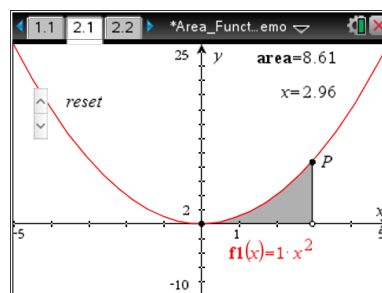 1.1 2.1 2.2 *Area_Funct…emo
25 y area=8.61
x=2.96
reset
P
2
x
-5 1 5
f1(x)=1·x²
-10